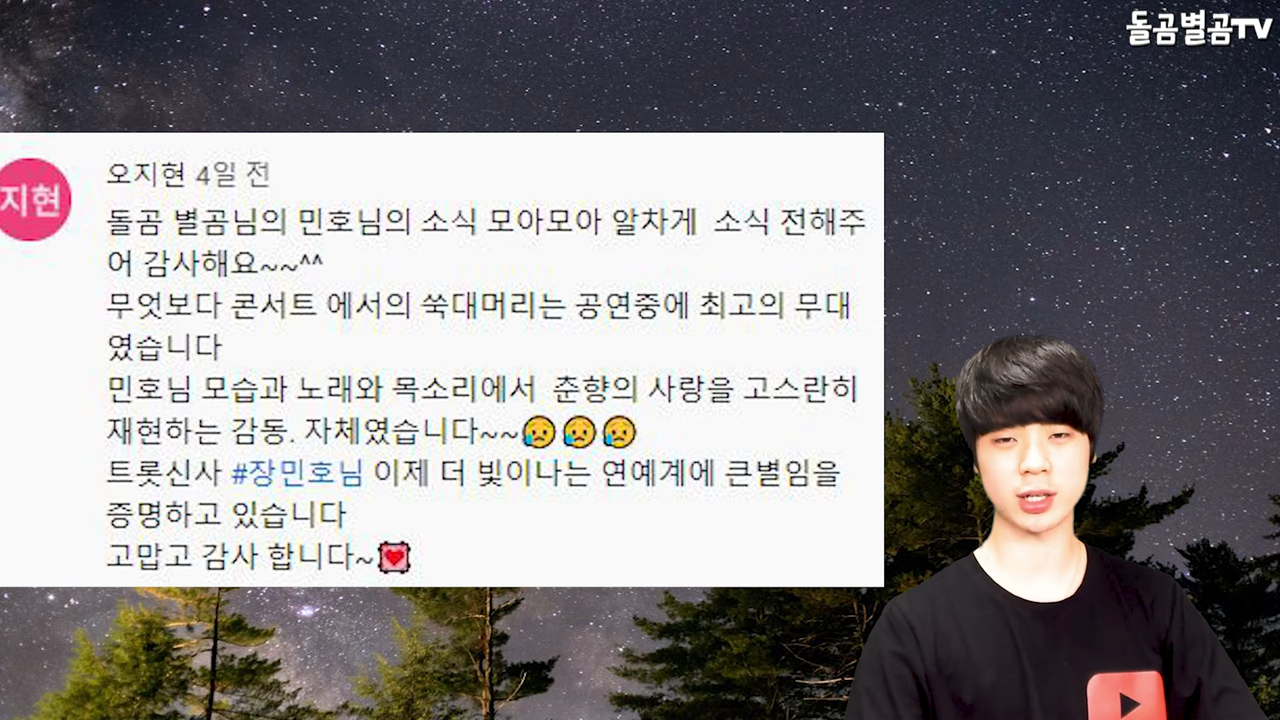 돌곰별곰TV
지현
오지현 4일 전
돌곰 별곰님의 민호님의 소식 모아모아 알차게 소식 전해주
어 감사해요~~^^
무엇보다 콘서트 에서의 쑥대머리는 공연중에 최고의 무대
였습니다
민호님 모습과 노래와 목소리에서 춘향의 사랑을 고스란히
재현하는 감동. 자체였습니다~~😥😥😥
트롯신사 #장민호님 이제 더 빛이나는 연예계에 큰별임을
증명하고 있습니다
고맙고 감사 합니다~💟